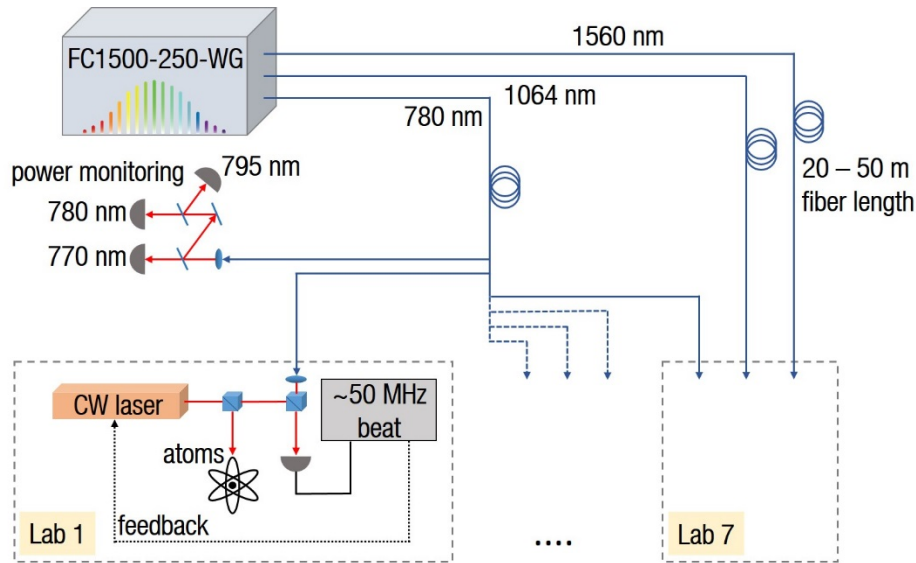 FC1500-250-WG
1560 nm
1064 nm
780 nm
power monitoring
795 nm
780 nm
770 nm
20 – 50 m
fiber length
CW laser
~50 MHz
beat
atoms
feedback
Lab 1
....
Lab 7